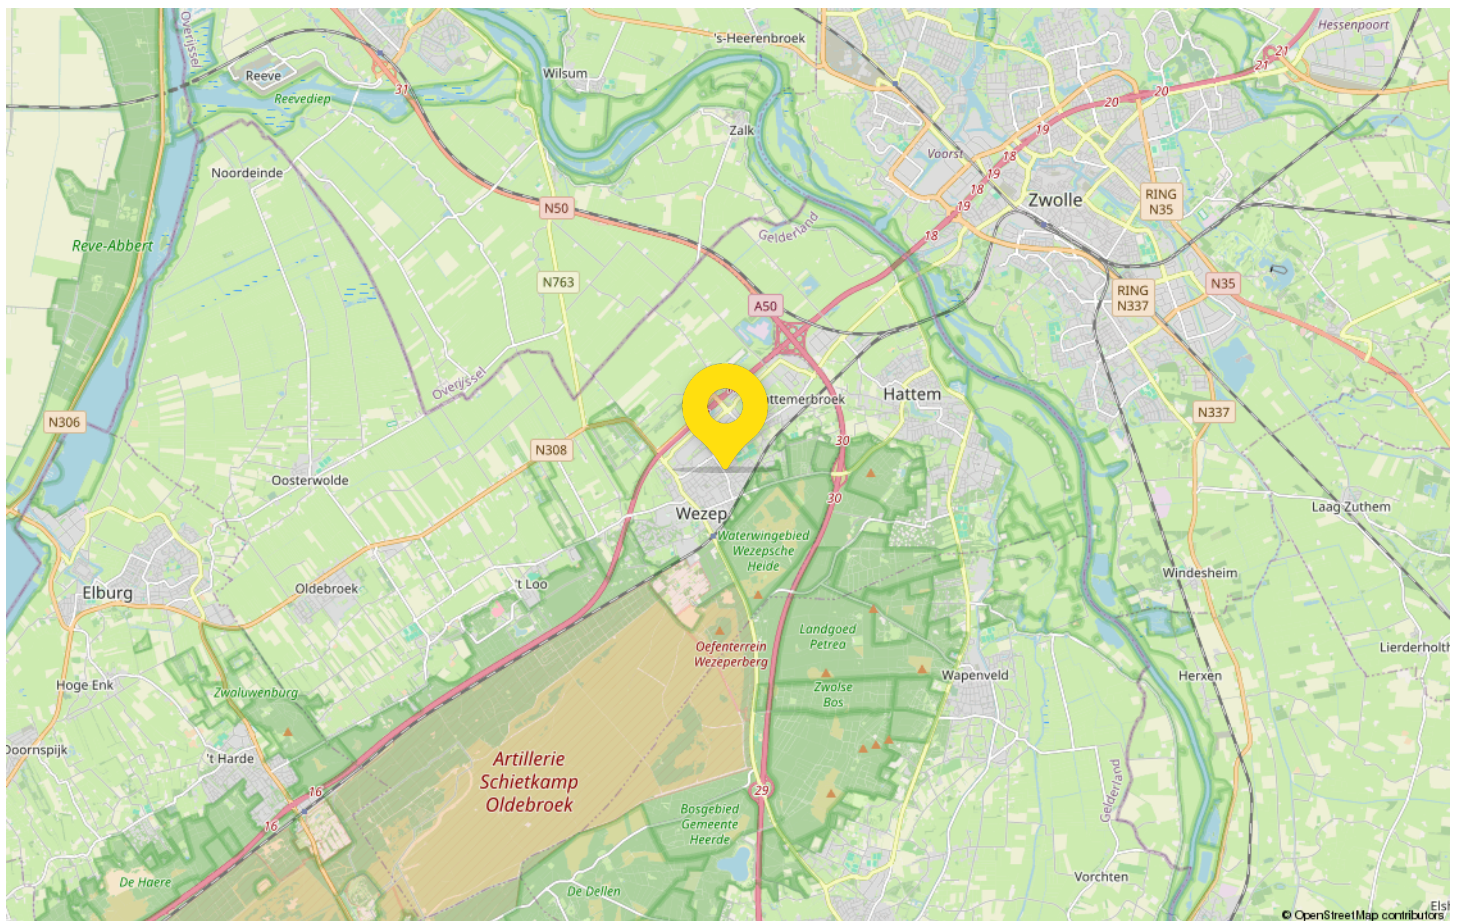 Overijssel
's-Heerenbroek
Hessenpoort
21
21
Reeve
Wilsum
31
Reevediep
20
20
19
Zalk
Voorst
18
19
18
19
Noordeinde
Zwolle
RING
N35
N50
Gelderland
18
Reve-Abbert
N763
N35
RING
N337
A50
Overijssel
Hattem
N306
N337
30
N308
Oosterwolde
30
Laag Zuthem
Wezep
Waterwingebied
Wezepsche
Heide
Windesheim
Elburg
Oldebroek
't Loo
Landgoed
Petrea
Oefenterrein
Wezeperberg
Lierderholth
Hoge Enk
Zwaluwenburg
Zwolse
Bos
Wapenveld
Herxen
Doornspijk
't Harde
Artillerie
Schietkamp
Oldebroek
16
16
29
Gelderland
Bosgebied
Gemeente
Heerde
De Haere
De Dellen
Vorchten
© OpenStreetMap contributors